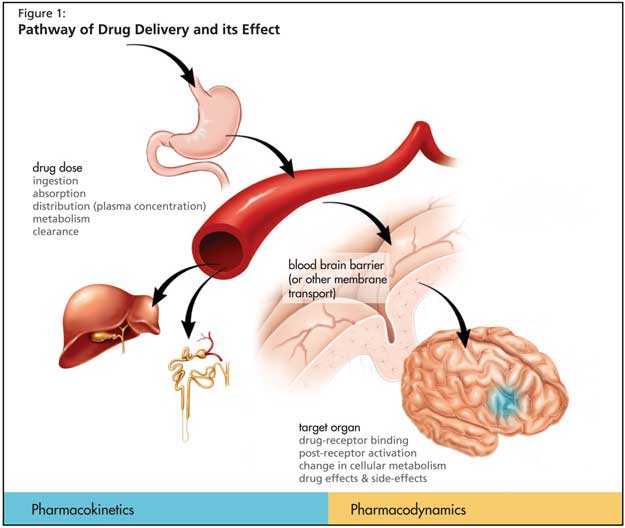 Figure 1:
Pathway of Drug Delivery and its Effect
drug dose
ingestion
absorption
distribution (plasma concentration)
metabolism
clearance
blood brain barrier
(or other membrane
transport)
target organ
drug-receptor binding
post-receptor activation
change in cellular metabolism
drug effects & side-effects
Pharmacokinetics
Pharmacodynamics